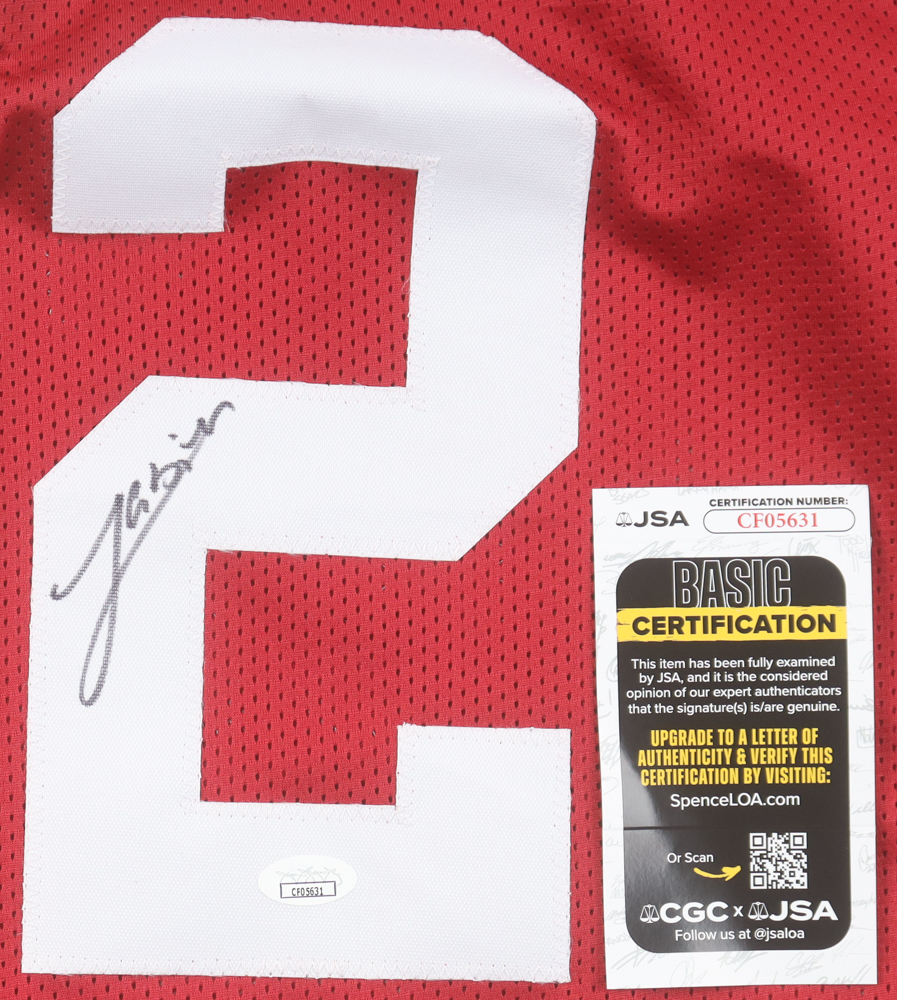 2
CERTIFICATION NUMBER:
JSA
CF05631
BASIC
CERTIFICATION
This item has been fully examined
by JSA, and it is the considered
opinion of our expert authenticators
that the signature(s) is/are genuine.
UPGRADE TO A LETTER OF
AUTHENTICITY & VERIFY THIS
CERTIFICATION BY VISITING:
SpenceLOA.com
Or Scan
CGC x JSA
Follow us at @jsaloa
CF05631